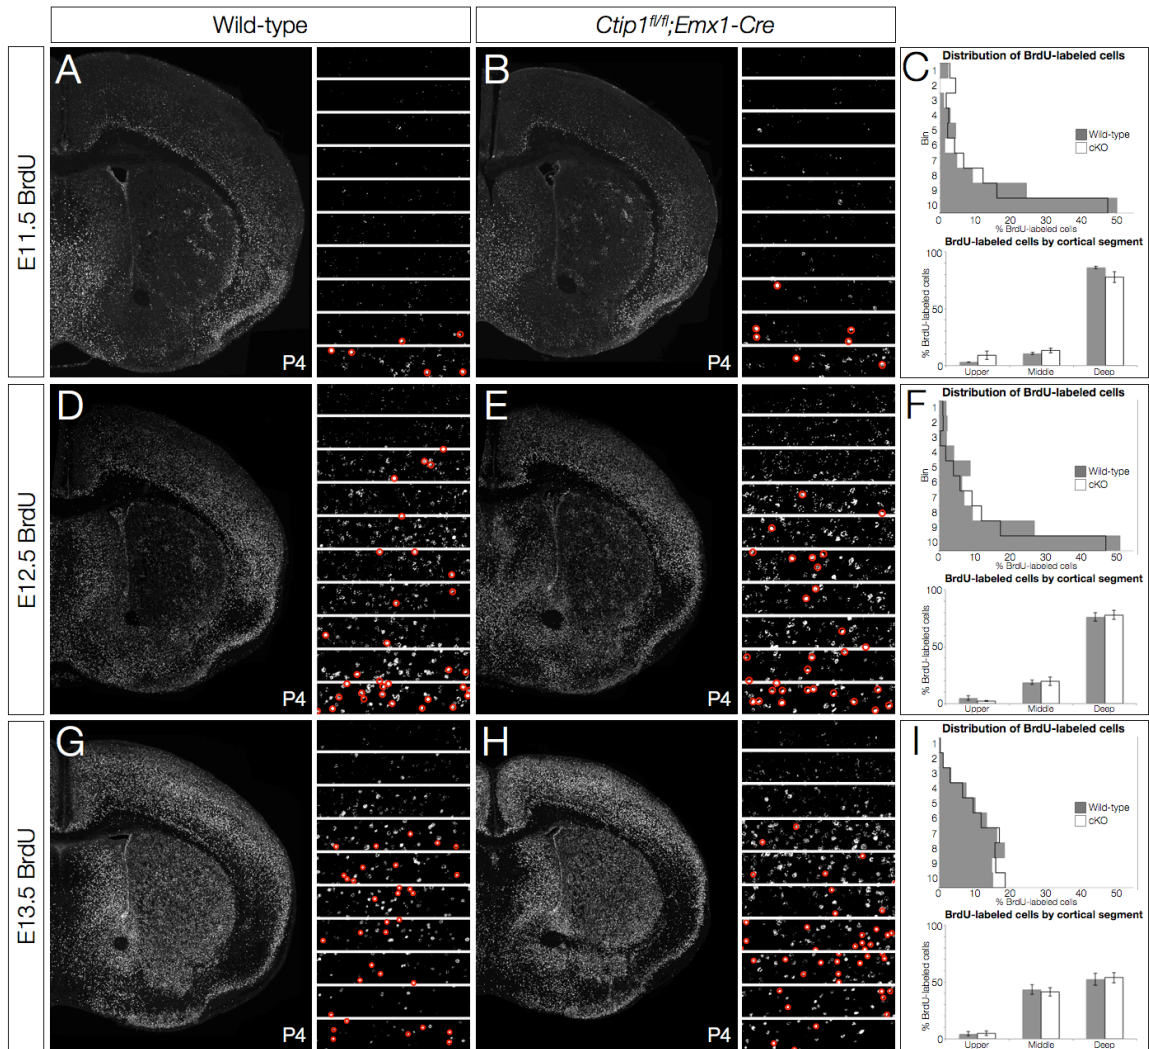 Wild-type
Ctip1fl/fl;Emx1-Cre
E11.5 BrdU
A
P4
B
P4
C
Distribution of BrdU-labeled cells
Bin
1
2
3
4
5
6
7
8
9
10
Wild-type
cKO
0 10 20 30 40 50
% BrdU-labeled cells
BrdU-labeled cells by cortical segment
% BrdU-labeled cells
100
50
0
Upper Middle Deep
E12.5 BrdU
D
P4
E
P4
F
Distribution of BrdU-labeled cells
Bin
1
2
3
4
5
6
7
8
9
10
Wild-type
cKO
0 10 20 30 40 50
% BrdU-labeled cells
BrdU-labeled cells by cortical segment
% BrdU-labeled cells
100
50
0
Upper Middle Deep
E13.5 BrdU
G
P4
H
P4
I
Distribution of BrdU-labeled cells
1
2
3
4
5
6
7
8
9
10
Wild-type
cKO
0 10 20 30 40 50
% BrdU-labeled cells
BrdU-labeled cells by cortical segment
% BrdU-labeled cells
100
50
0
Upper Middle Deep